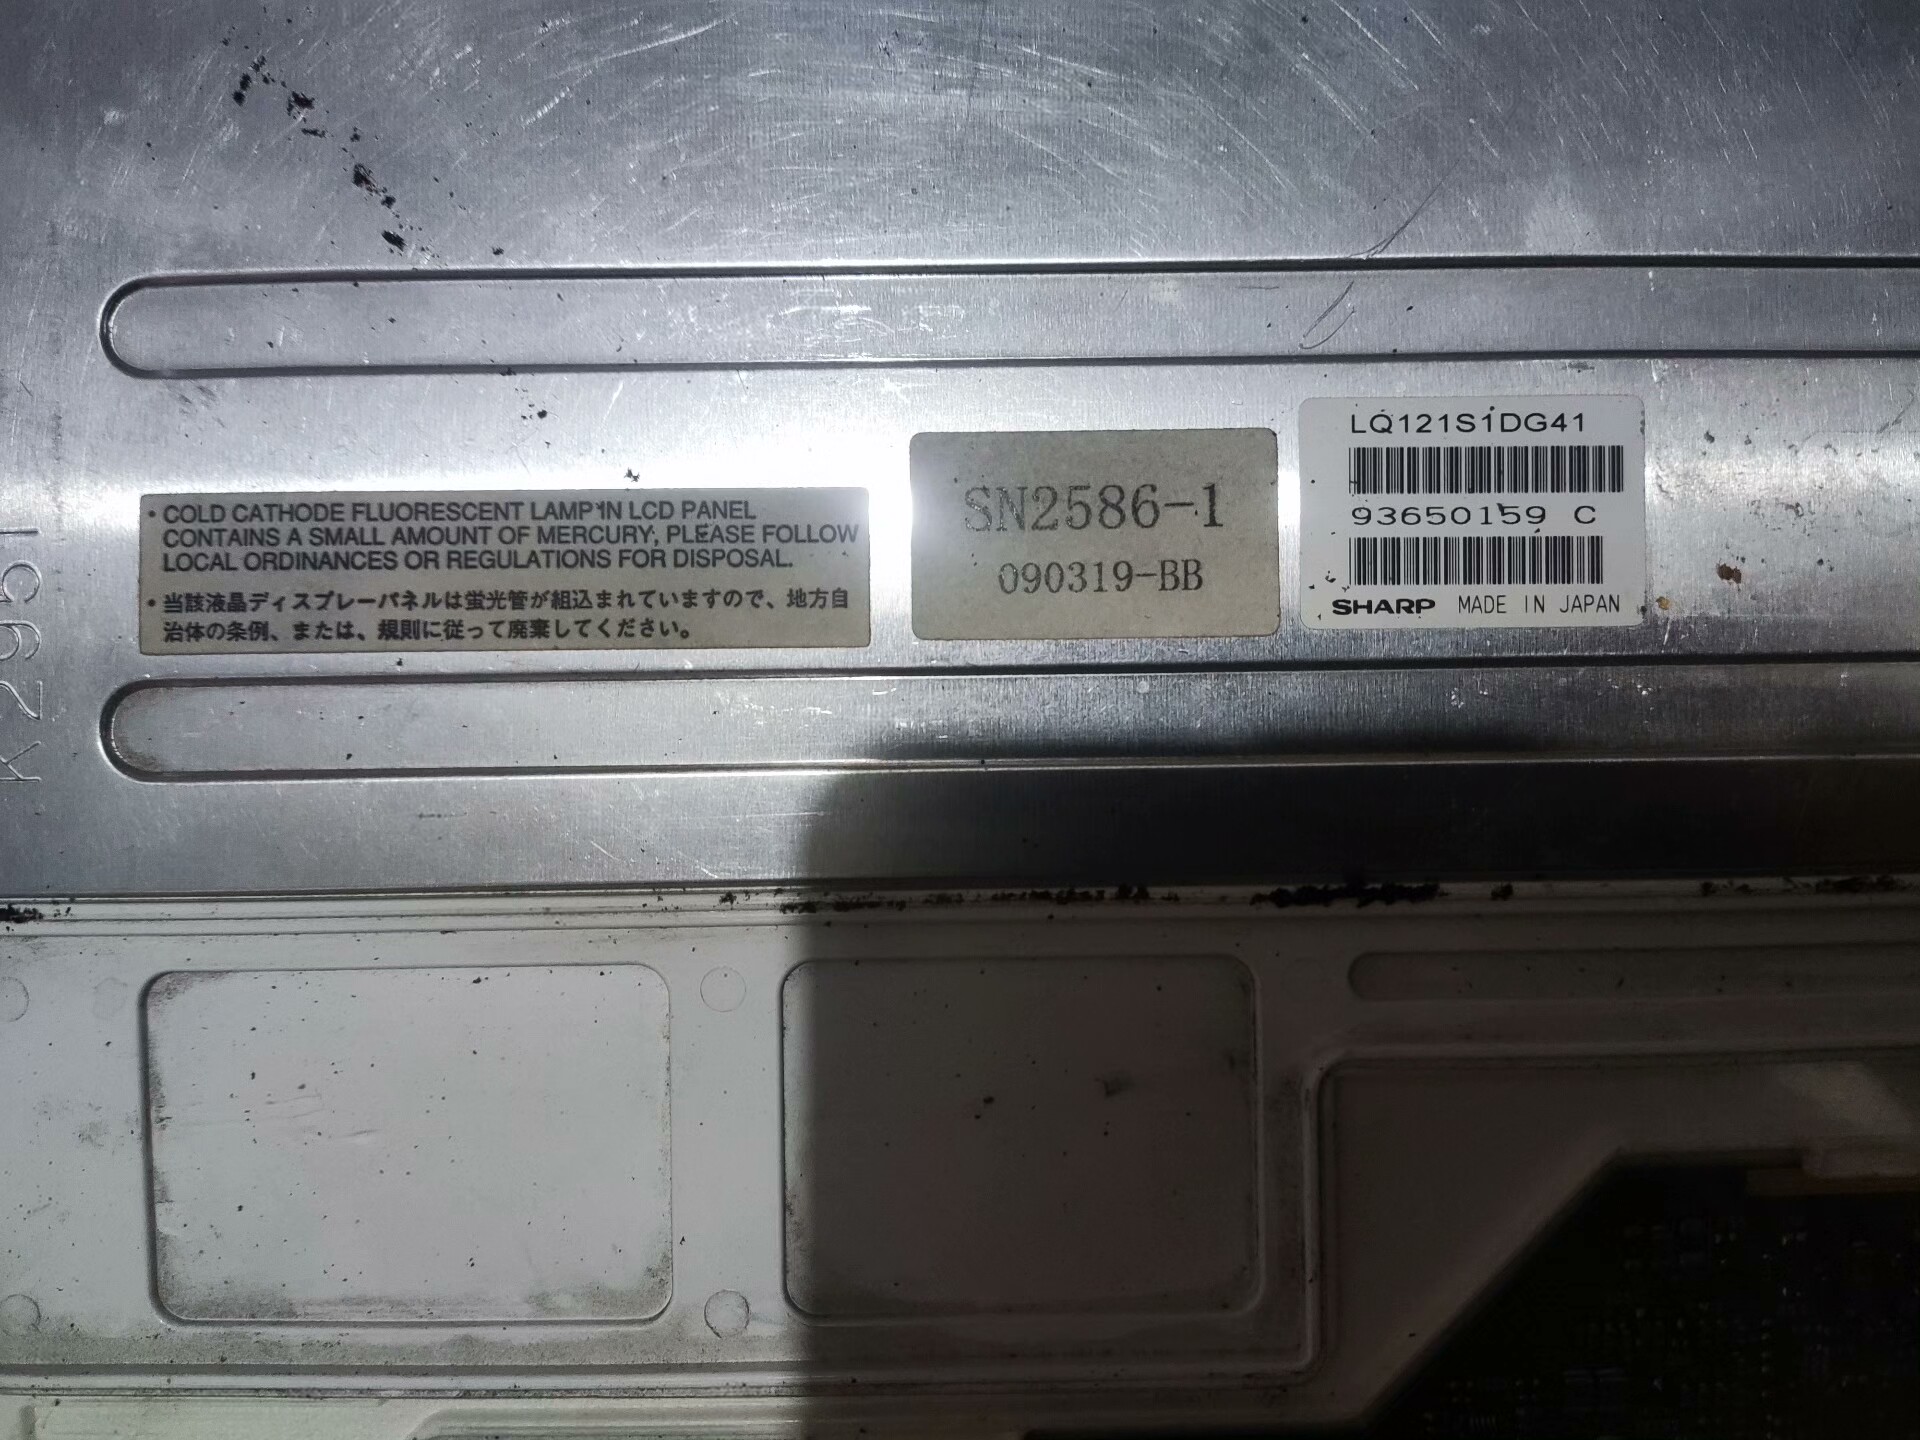 • COLD CATHODE FLUORESCENT LAMP IN LCD PANEL
CONTAINS A SMALL AMOUNT OF MERCURY, PLEASE FOLLOW
LOCAL ORDINANCES OR REGULATIONS FOR DISPOSAL.
• 当該液晶ディスプレーパネルは蛍光管が組込まれていますので、地方自
治体の条例、または、規則に従って廃棄してください。
SN2586-1
090319-BB
LQ121S1DG41
93650159 C
SHARP MADE IN JAPAN
K2951